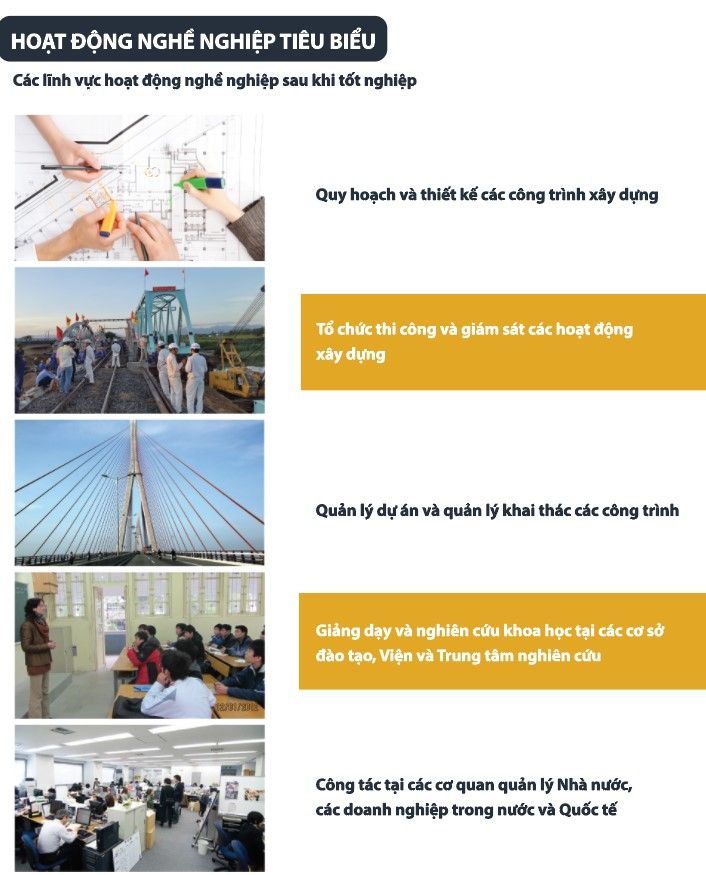 HOẠT ĐỘNG NGHỀ NGHIỆP TIÊU BIỂU
Các lĩnh vực hoạt động nghề nghiệp sau khi tốt nghiệp
Quy hoạch và thiết kế các công trình xây dựng
Tổ chức thi công và giám sát các hoạt động
xây dựng
Quản lý dự án và quản lý khai thác các công trình
Giảng dạy và nghiên cứu khoa học tại các cơ sở
đào tạo, Viện và Trung tâm nghiên cứu
02/01/2012
Công tác tại các cơ quan quản lý Nhà nước,
các doanh nghiệp trong nước và Quốc tế